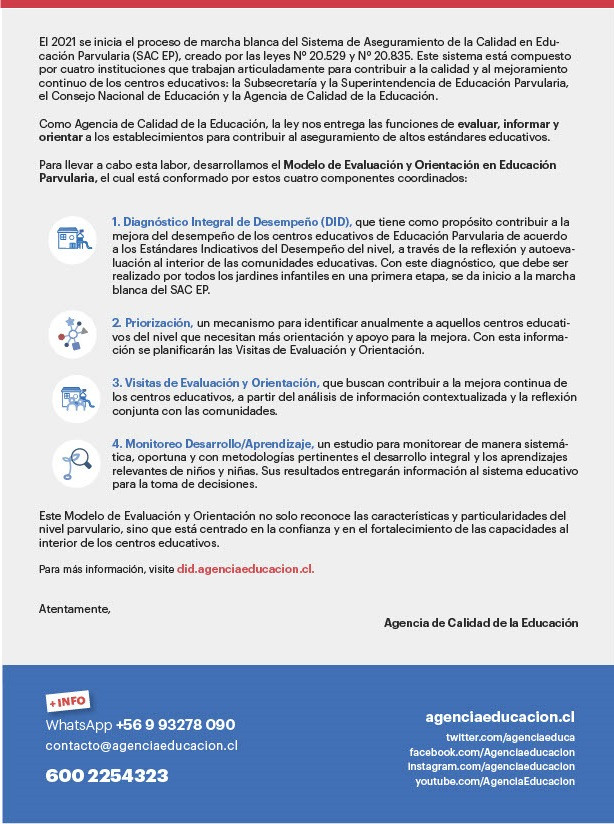 El 2021 se inicia el proceso de marcha blanca del Sistema de Aseguramiento de la Calidad en Edu-
cación Parvularia (SAC EP), creado por las leyes Nº 20.529 y Nº 20.835. Este sistema está compuesto
por cuatro instituciones que trabajan articuladamente para contribuir a la calidad y al mejoramiento
continuo de los centros educativos: la Subsecretaría y la Superintendencia de Educación Parvularia,
el Consejo Nacional de Educación y la Agencia de Calidad de la Educación.
Como Agencia de Calidad de la Educación, la ley nos entrega las funciones de evaluar, informar y
orientar a los establecimientos para contribuir al aseguramiento de altos estándares educativos.
Para llevar a cabo esta labor, desarrollamos el Modelo de Evaluación y Orientación en Educación
Parvularia, el cual está conformado por estos cuatro componentes coordinados:
1. Diagnóstico Integral de Desempeño (DID), que tiene como propósito contribuir a la
mejora del desempeño de los centros educativos de Educación Parvularia de acuerdo
a los Estándares Indicativos del Desempeño del nivel, a través de la reflexión y autoeva-
luación al interior de las comunidades educativas. Con este diagnóstico, que debe ser
realizado por todos los jardines infantiles en una primera etapa, se da inicio a la marcha
blanca del SAC EP.
2. Priorización, un mecanismo para identificar anualmente a aquellos centros educati-
vos del nivel que necesitan más orientación y apoyo para la mejora. Con esta informa-
ción se planificarán las Visitas de Evaluación y Orientación.
3. Visitas de Evaluación y Orientación, que buscan contribuir a la mejora continua de
los centros educativos, a partir del análisis de información contextualizada y la reflexión
conjunta con las comunidades.
4. Monitoreo Desarrollo/Aprendizaje, un estudio para monitorear de manera sistemá-
tica, oportuna y con metodologías pertinentes el desarrollo integral y los aprendizajes
relevantes de niños y niñas. Sus resultados entregarán información al sistema educativo
para la toma de decisiones.
Este Modelo de Evaluación y Orientación no solo reconoce las características y particularidades del
nivel parvulario, sino que está centrado en la confianza y en el fortalecimiento de las capacidades al
interior de los centros educativos.
Para más información, visite did.agenciaeducacion.cl.
Atentamente,
Agencia de Calidad de la Educación
+ INFO
WhatsApp +56 9 93278 090
contacto@agenciaeducacion.cl
600 2254323
agenciaeducacion.cl
twitter.com/agenciaeduca
facebook.com/Agenciaeducacion
instagram.com/agenciaeducacion
youtube.com/AgenciaEducacion